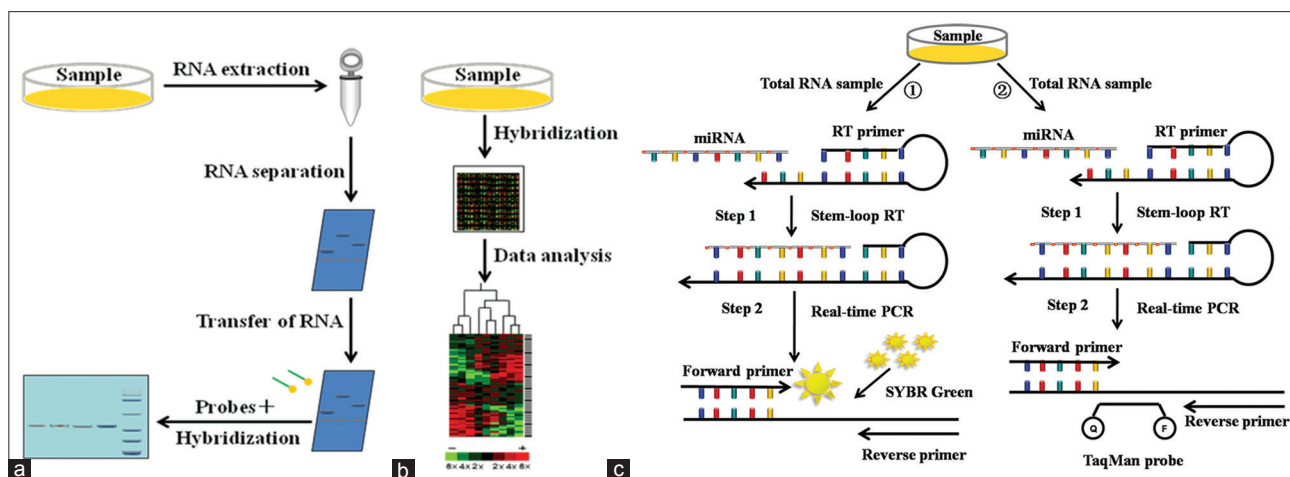 Sample
RNA extraction
RNA separation
Transfer of RNA
Probes+
Hybridization
a
Sample
Hybridization
Data analysis
− +
8× 4× 2× 2× 4× 8×
b
Sample
Total RNA sample ① ② Total RNA sample
miRNA RT primer
Step 1 Stem-loop RT
Step 2 Real-time PCR
Forward primer
SYBR Green
Reverse primer
miRNA RT primer
Step 1 Stem-loop RT
Step 2 Real-time PCR
Forward primer
Reverse primer
Q F
TaqMan probe
c